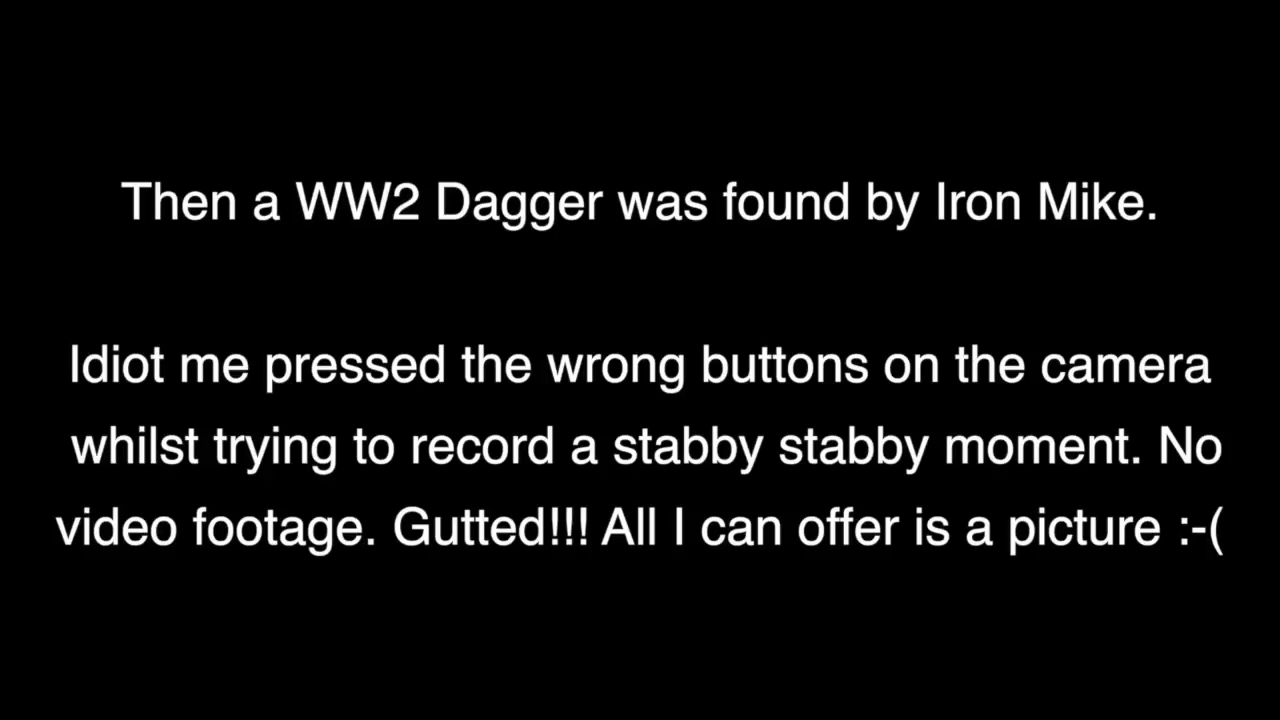 Then a WW2 Dagger was found by Iron Mike.
Idiot me pressed the wrong buttons on the camera
whilst trying to record a stabby stabby moment. No
video footage. Gutted!!! All I can offer is a picture :-(